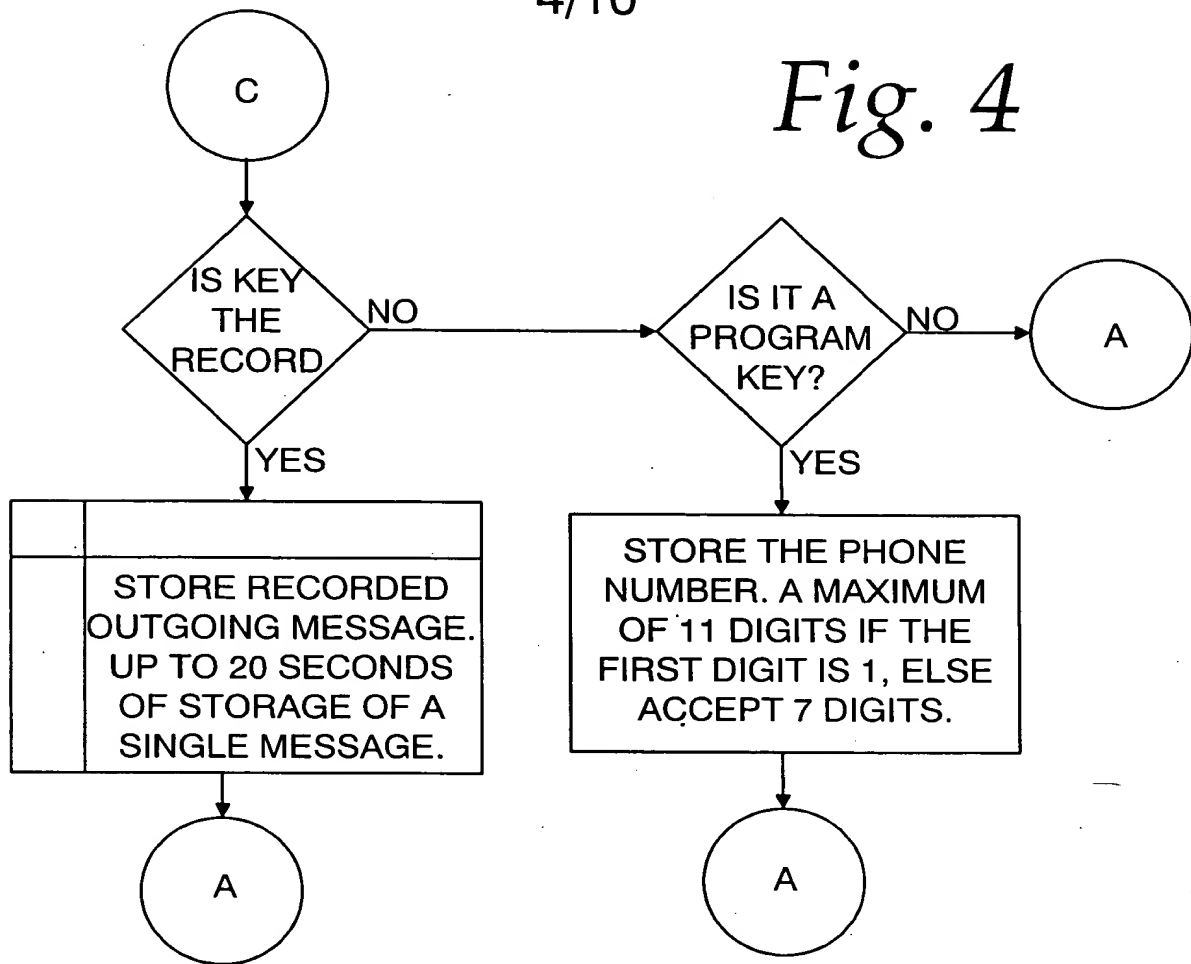 4/10
Fig. 4
C
IS KEY
THE
RECORD
NO
IS IT A
PROGRAM
KEY?
NO
A
YES
YES
STORE RECORDED
OUTGOING MESSAGE.
UP TO 20 SECONDS
OF STORAGE OF A
SINGLE MESSAGE.
STORE THE PHONE
NUMBER. A MAXIMUM
OF 11 DIGITS IF THE
FIRST DIGIT IS 1, ELSE
ACCEPT 7 DIGITS.
A
A